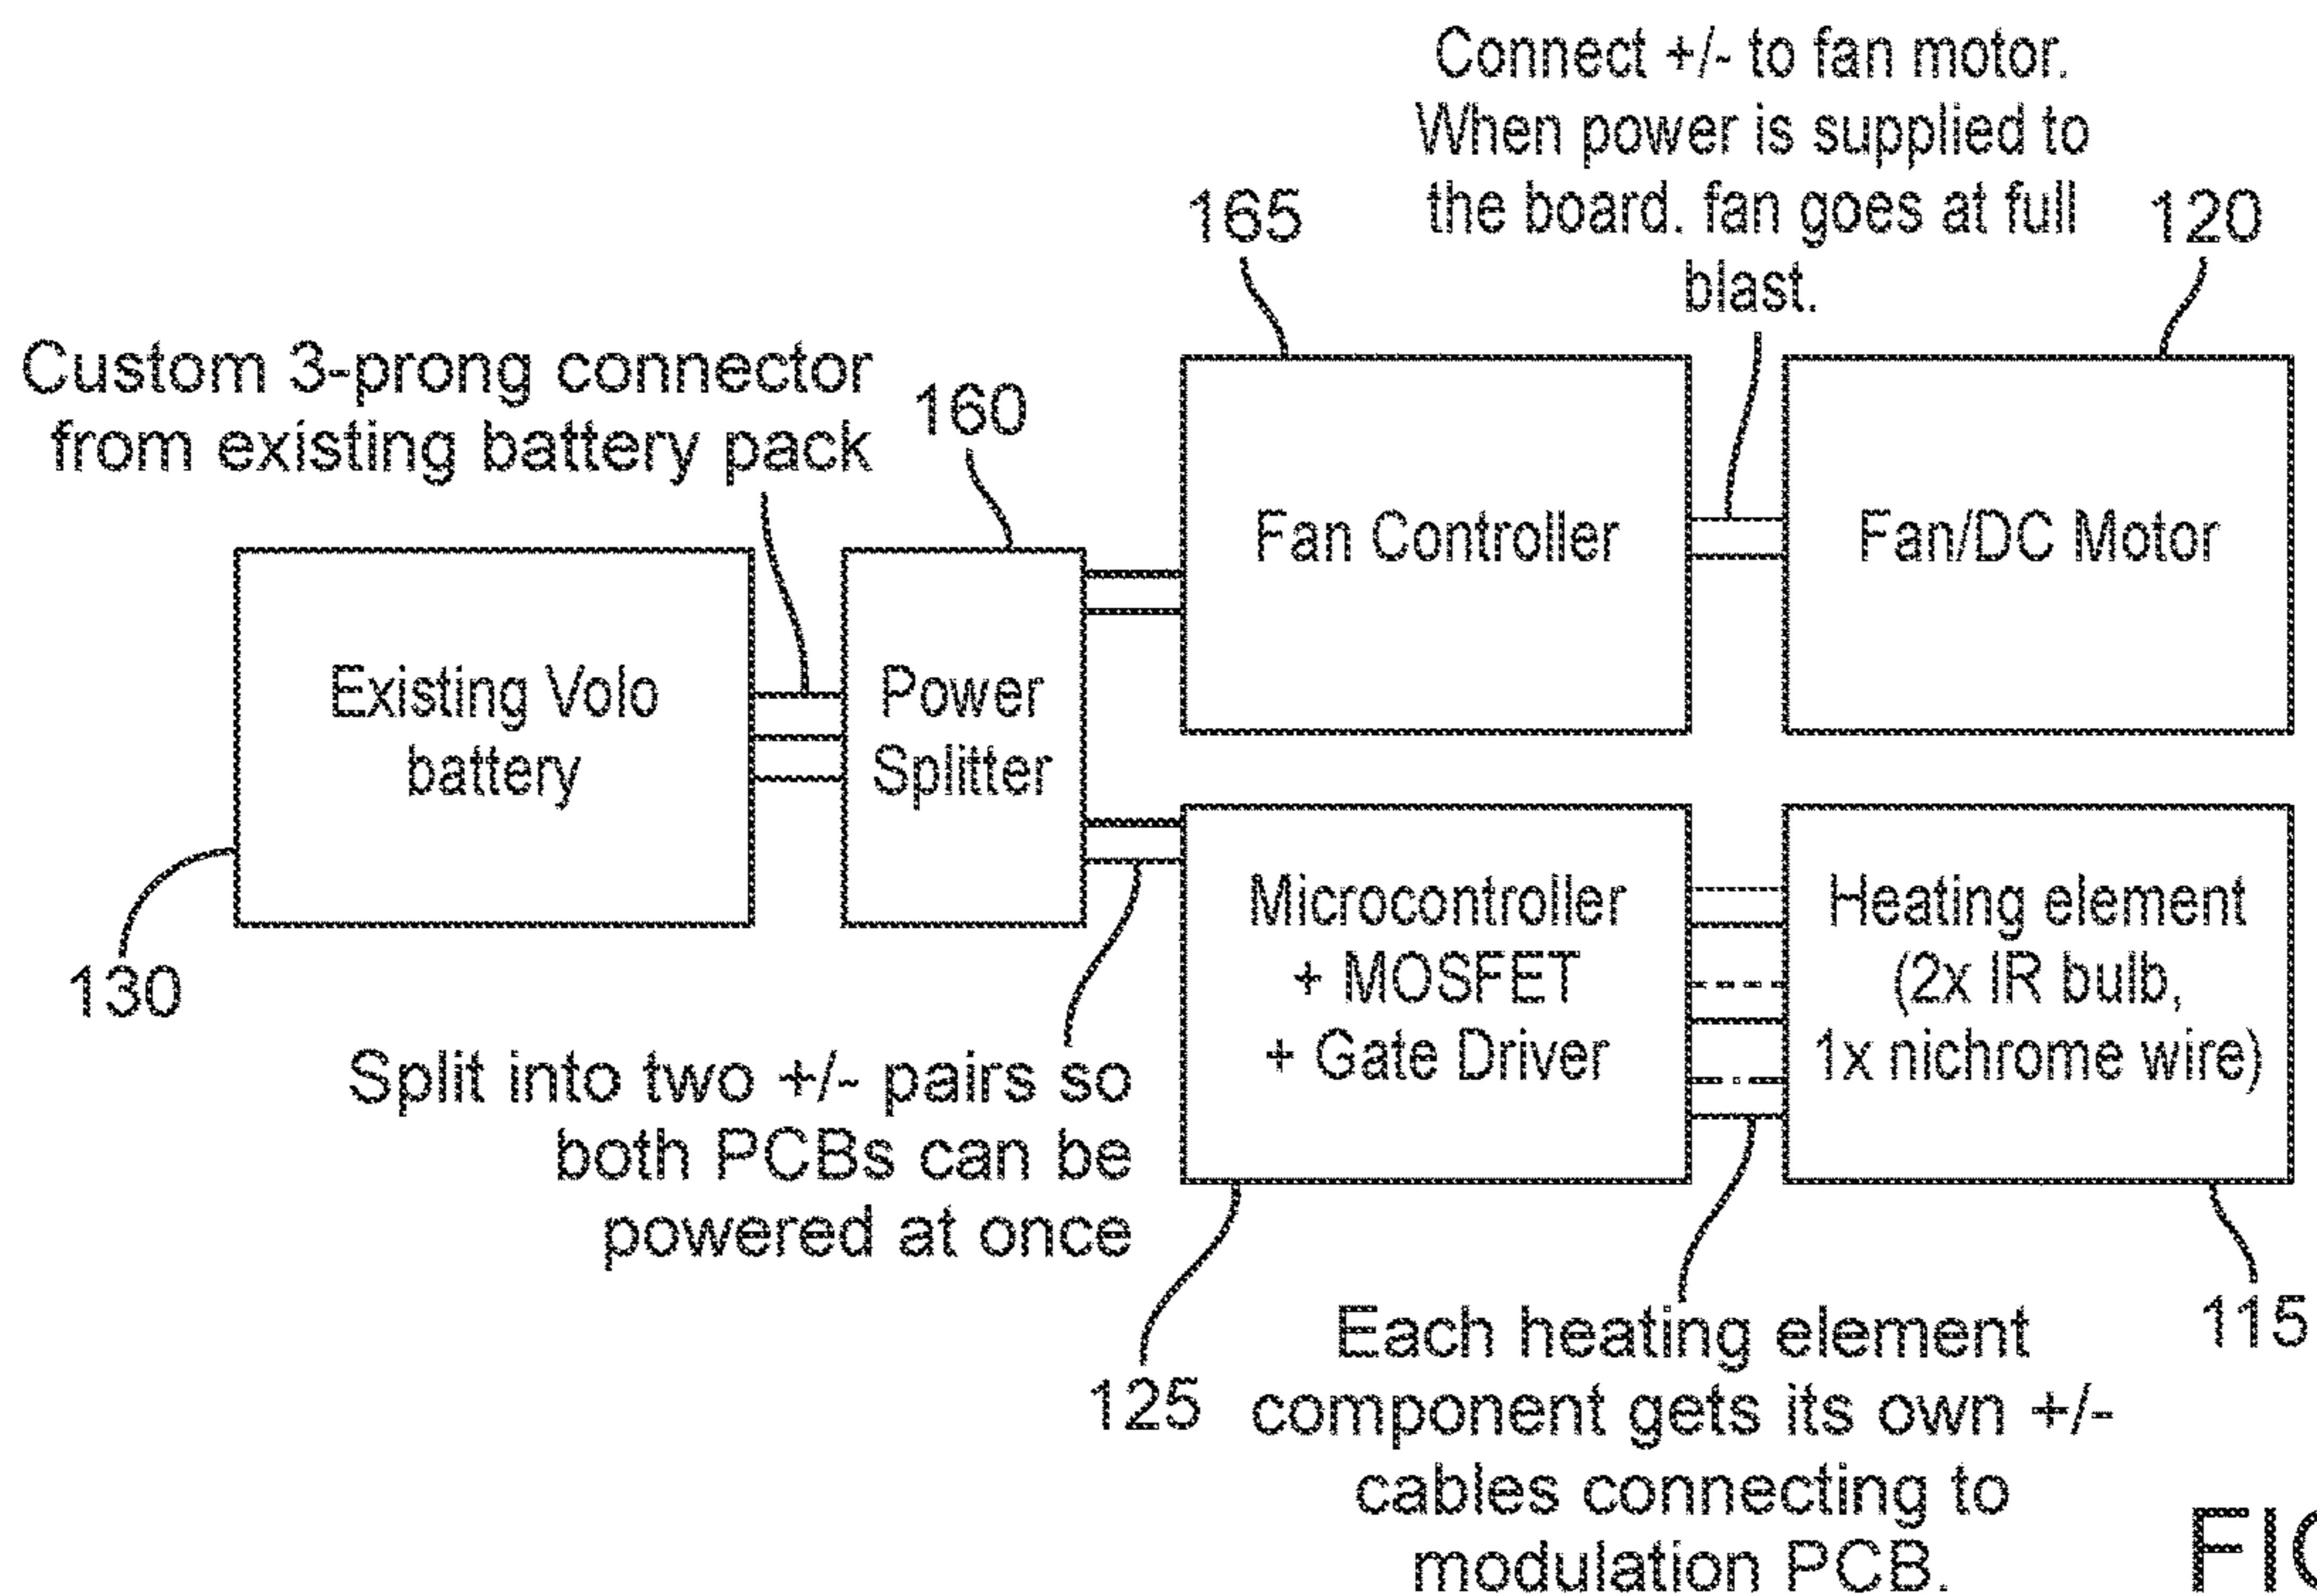 Connect +/- to fan motor.
When power is supplied to
the board. fan goes at full
blast.
165
120
Custom 3-prong connector
from existing battery pack
160
Fan Controller
Fan/DC Motor
Existing Volo
battery
Power
Splitter
130
Microcontroller
+ MOSFET
+ Gate Driver
Heating element
(2x IR bulb,
1x nichrome wire)
Split into two +/- pairs so
both PCBs can be
powered at once
125
115
Each heating element
component gets its own +/-
cables connecting to
modulation PCB.